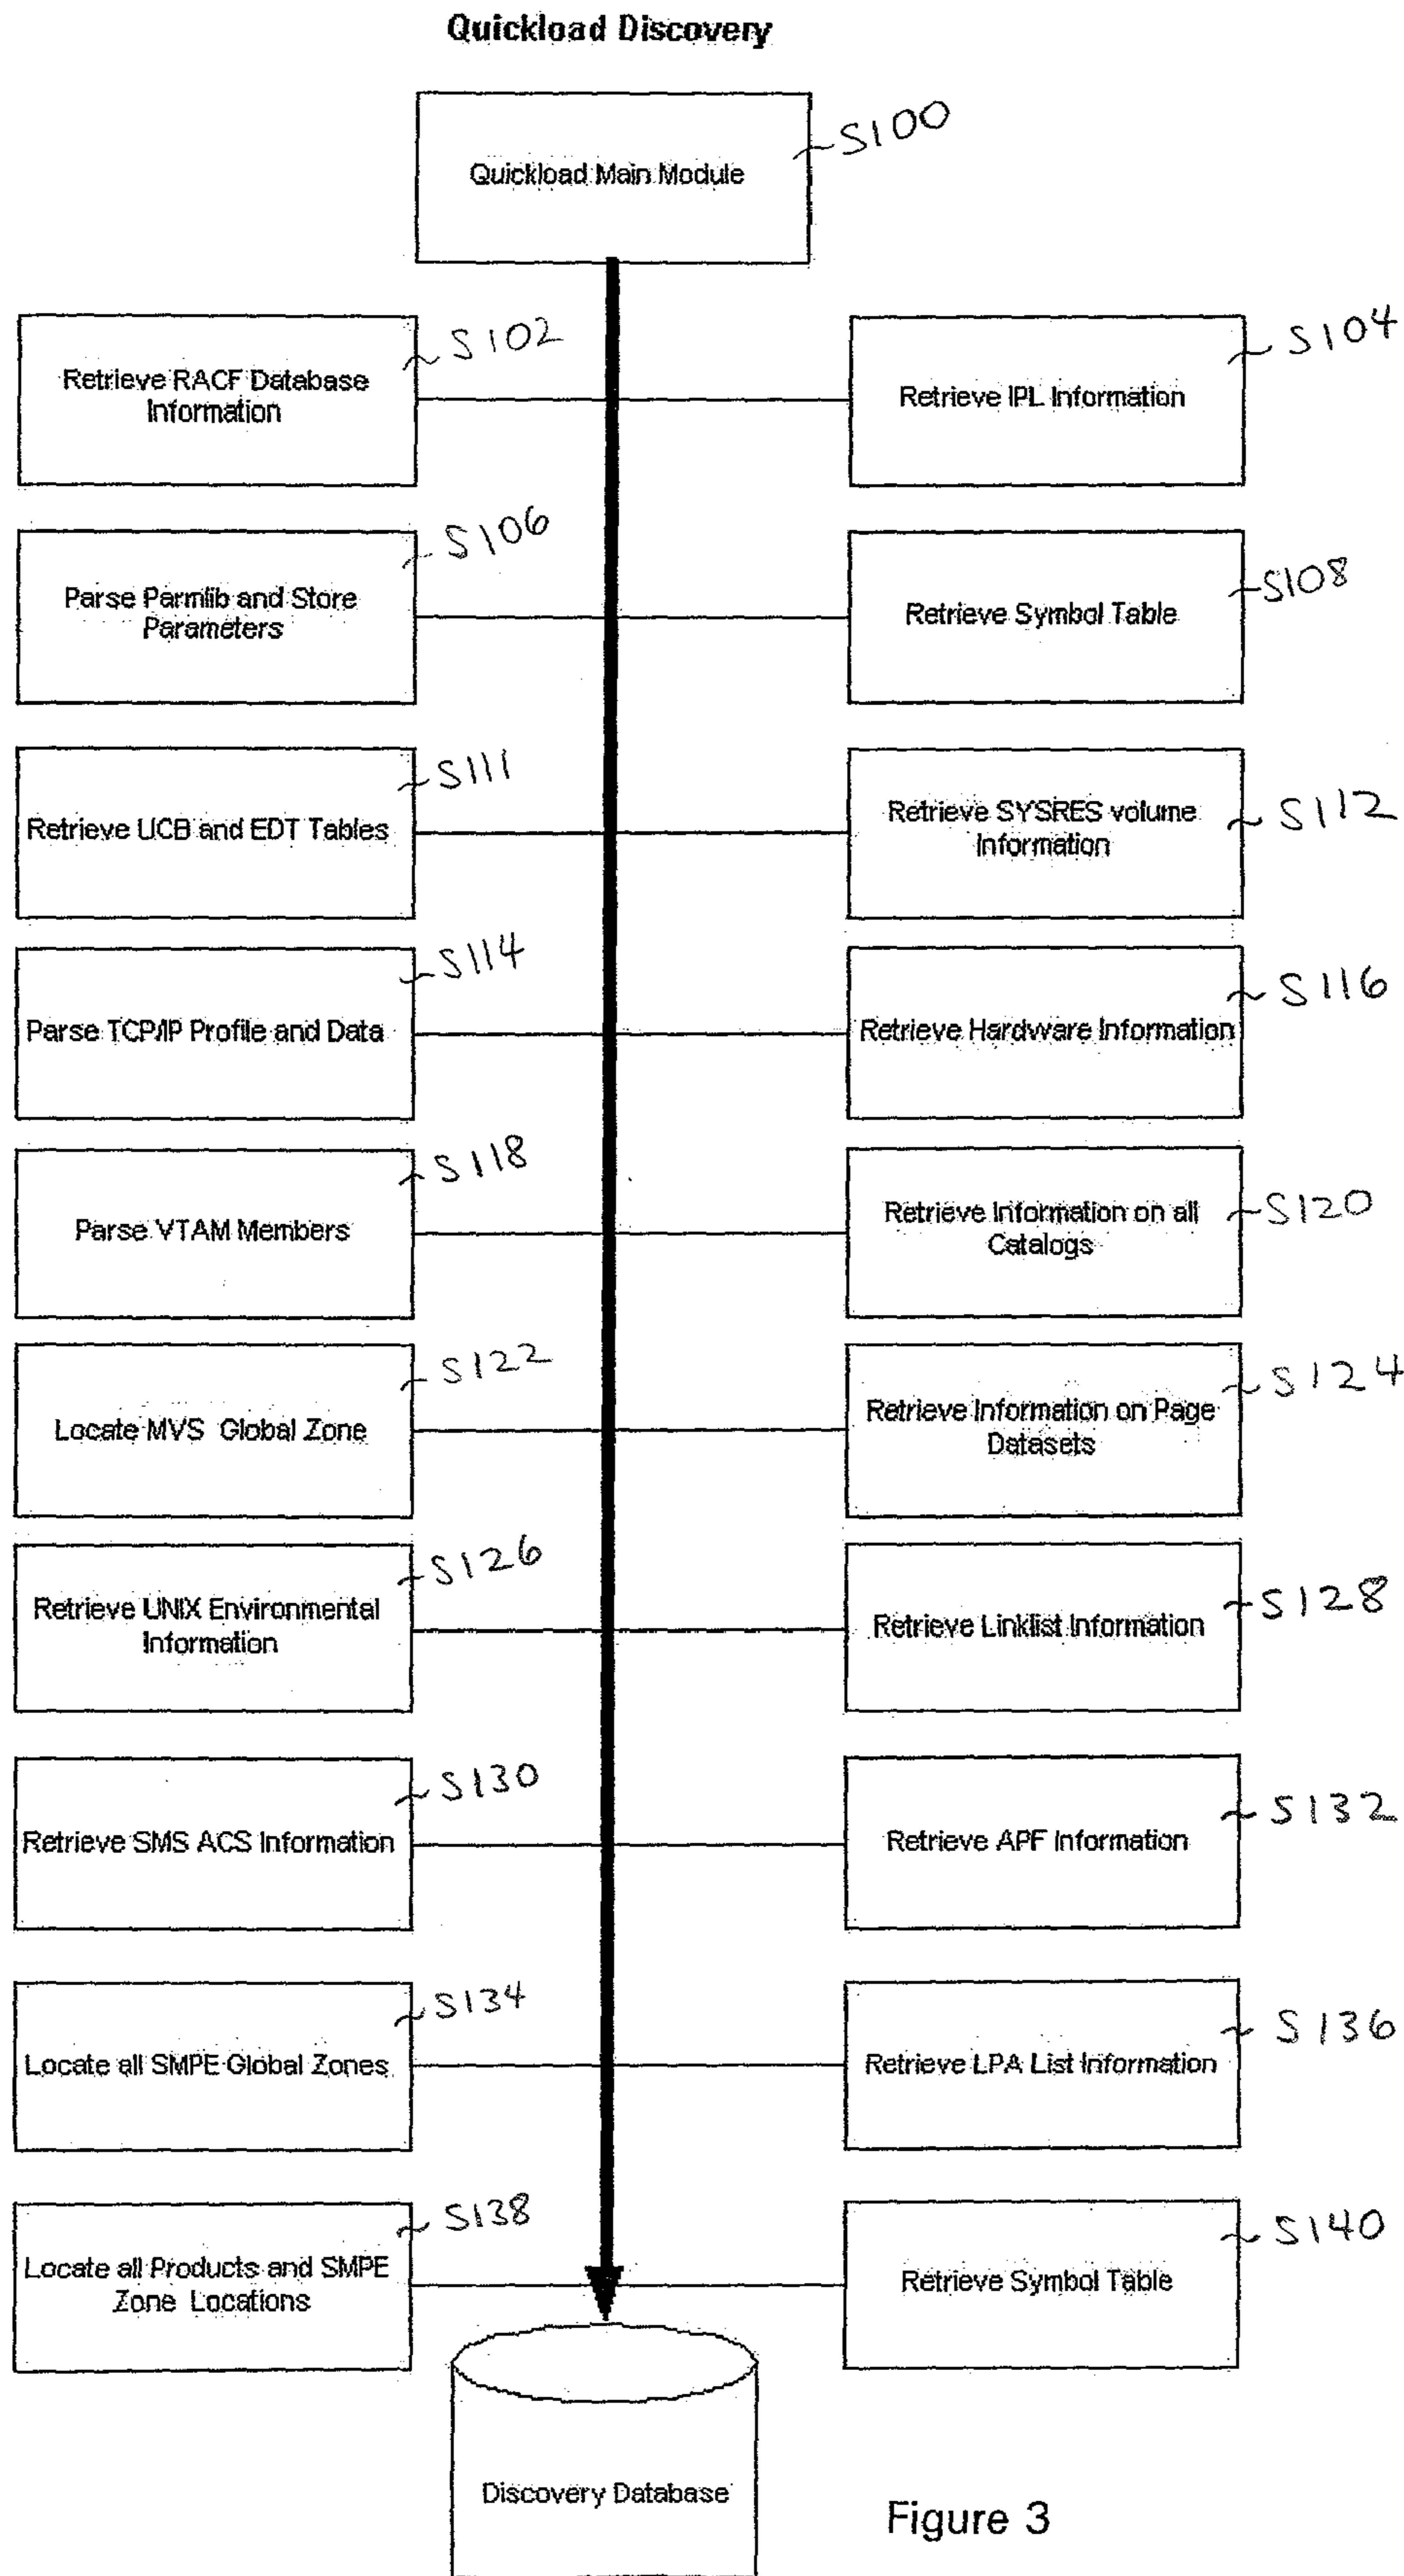 Quickload Discovery
Quickload Main Module
S100
Retrieve RACF Database
Information
S102
Retrieve IPL Information
S104
Parse Parmlib and Store
Parameters
S106
Retrieve Symbol Table
S108
Retrieve UCB and EDT Tables
S111
Retrieve SYSRES volume
Information
S112
Parse TCP/IP Profile and Data
S114
Retrieve Hardware Information
S116
Parse VTAM Members
S118
Retrieve Information on all
Catalogs
S120
Locate MVS Global Zone
S122
Retrieve Information on Page
Datasets
S124
Retrieve UNIX Environmental
Information
S126
Retrieve Linklist Information
S128
Retrieve SMS ACS Information
S130
Retrieve APF Information
S132
Locate all SMPE Global Zones
S134
Retrieve LPA List Information
S136
Locate all Products and SMPE
Zone Locations
S138
Retrieve Symbol Table
S140
Discovery Database
Figure 3